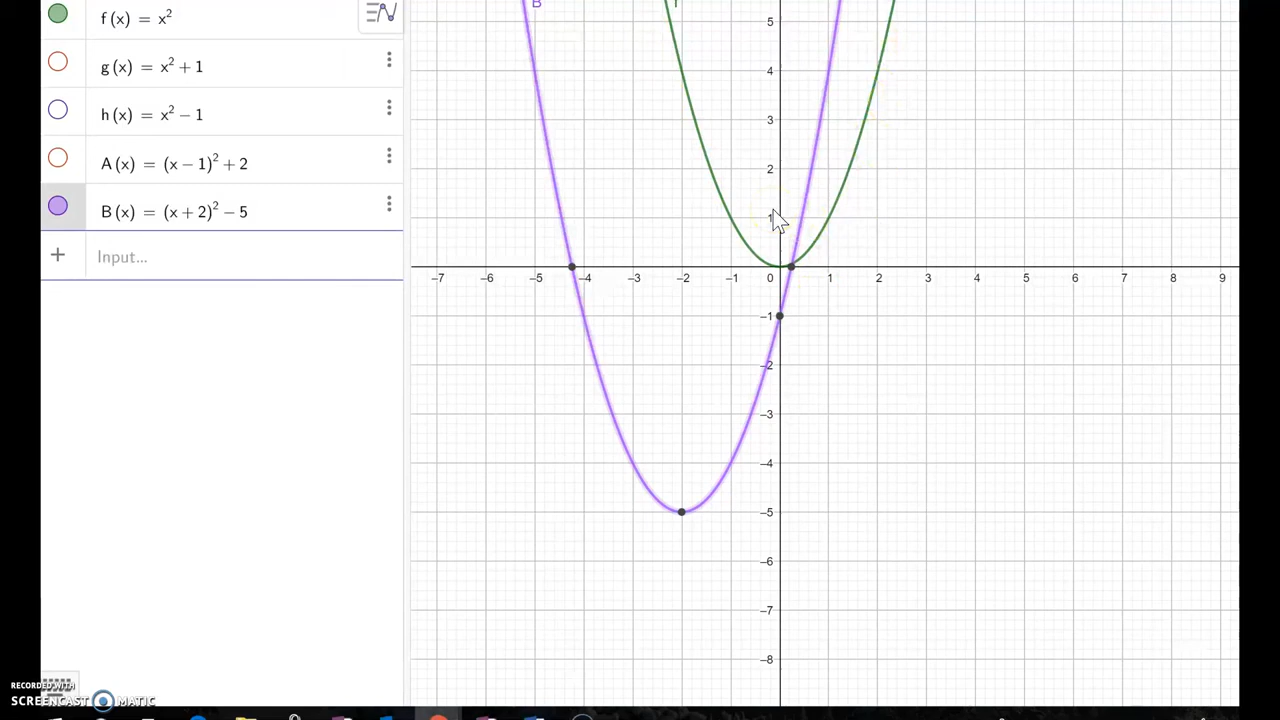 f(x) = x²
g(x) = x² + 1
h(x) = x² − 1
A(x) = (x − 1)² + 2
B(x) = (x + 2)² − 5
+ Input...
B
f
5
4
3
2
1
−7 −6 −5 −4 −3 −2 −1 0 1 2 3 4 5 6 7 8 9
−1
−2
−3
−4
−5
−6
−7
−8
RECORDED WITH
SCREENCAST MATIC